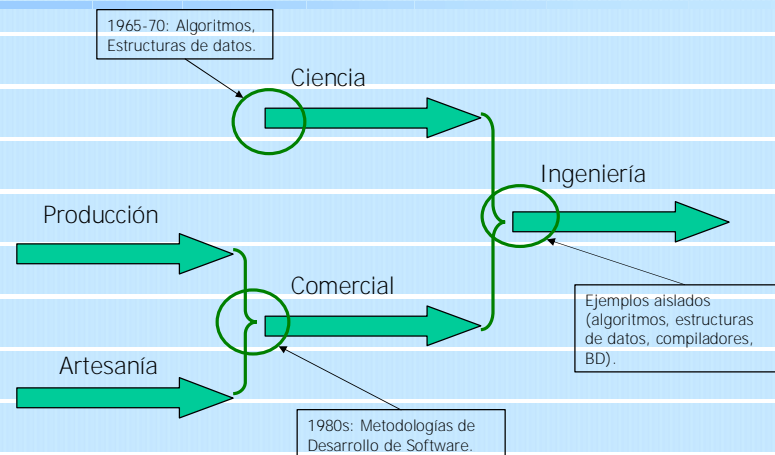 1965-70: Algoritmos,
Estructuras de datos.
Ciencia
Ingeniería
Producción
Comercial
Ejemplos aislados
(algoritmos, estructuras
de datos, compiladores,
BD).
Artesanía
1980s: Metodologías de
Desarrollo de Software.